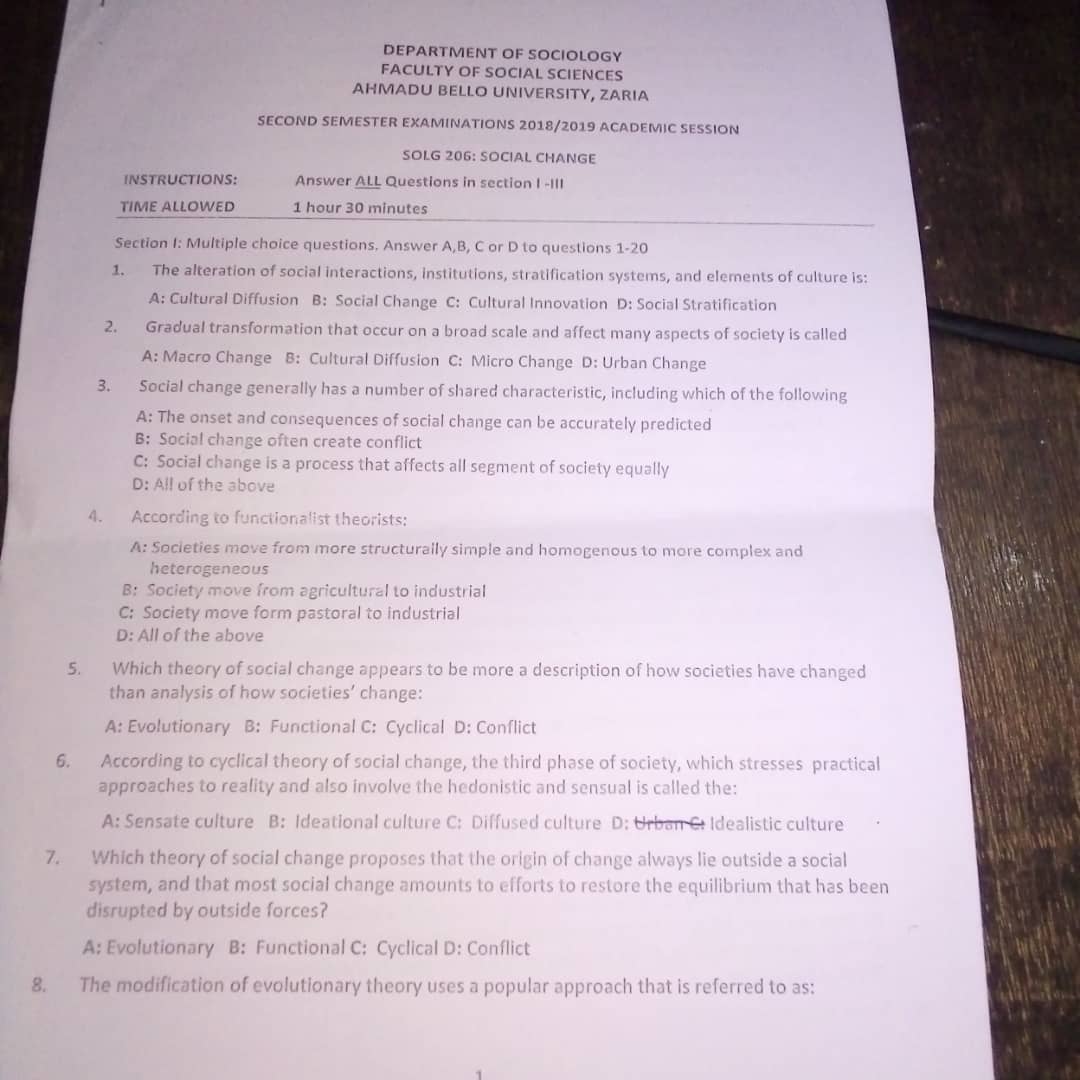 DEPARTMENT OF SOCIOLOGY
FACULTY OF SOCIAL SCIENCES
AHMADU BELLO UNIVERSITY, ZARIA
SECOND SEMESTER EXAMINATIONS 2018/2019 ACADEMIC SESSION
SOLG 206: SOCIAL CHANGE
INSTRUCTIONS: Answer ALL Questions in section I -III
TIME ALLOWED 1 hour 30 minutes
Section I: Multiple choice questions. Answer A,B, C or D to questions 1-20
1. The alteration of social interactions, institutions, stratification systems, and elements of culture is:
A: Cultural Diffusion B: Social Change C: Cultural Innovation D: Social Stratification
2. Gradual transformation that occur on a broad scale and affect many aspects of society is called
A: Macro Change B: Cultural Diffusion C: Micro Change D: Urban Change
3. Social change generally has a number of shared characteristic, including which of the following
A: The onset and consequences of social change can be accurately predicted
B: Social change often create conflict
C: Social change is a process that affects all segment of society equally
D: All of the above
4. According to functionalist theorists:
A: Societies move from more structurally simple and homogenous to more complex and
heterogeneous
B: Society move from agricultural to industrial
C: Society move form pastoral to industrial
D: All of the above
5. Which theory of social change appears to be more a description of how societies have changed
than analysis of how societies' change:
A: Evolutionary B: Functional C: Cyclical D: Conflict
6. According to cyclical theory of social change, the third phase of society, which stresses practical
approaches to reality and also involve the hedonistic and sensual is called the:
A: Sensate culture B: Ideational culture C: Diffused culture D: Urban C: Idealistic culture
7. Which theory of social change proposes that the origin of change always lie outside a social
system, and that most social change amounts to efforts to restore the equilibrium that has been
disrupted by outside forces?
A: Evolutionary B: Functional C: Cyclical D: Conflict
8. The modification of evolutionary theory uses a popular approach that is referred to as:
1